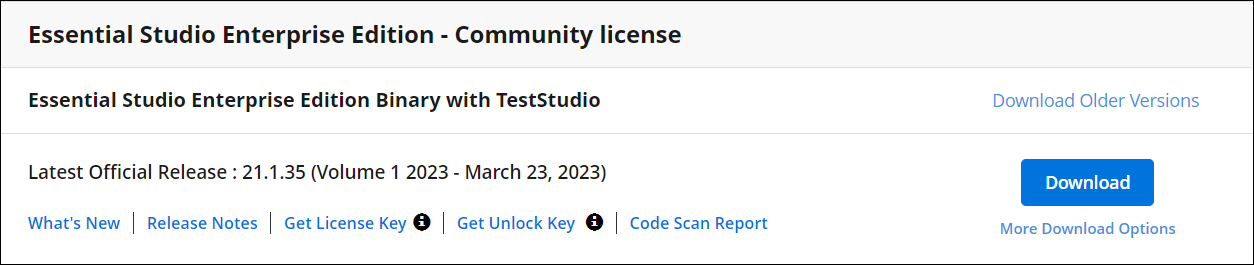 Essential Studio Enterprise Edition - Community license
Essential Studio Enterprise Edition Binary with TestStudio
Download Older Versions
Latest Official Release : 21.1.35 (Volume 1 2023 - March 23, 2023)
Download
What's New | Release Notes | Get License Key i | Get Unlock Key i | Code Scan Report
More Download Options